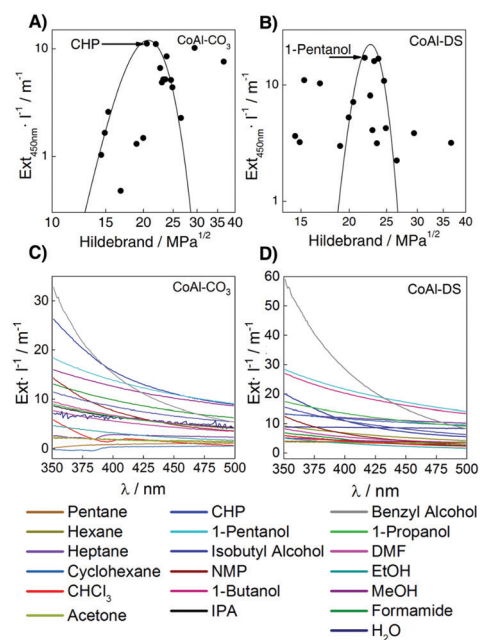 A)
CHP
CoAl-CO3
Ext450nm· l-1 / m-1
10
1
10
15
20
25
30
35
40
Hildebrand / MPa1/2
B)
1-Pentanol
CoAl-DS
Ext450nm· l-1 / m-1
10
1
15
20
25
30
35
40
Hildebrand / MPa1/2
C)
CoAl-CO3
Ext· l-1 / m-1
30
20
10
0
350
375
400
425
450
475
500
λ / nm
D)
CoAl-DS
Ext· l-1 / m-1
60
50
40
30
20
10
0
350
375
400
425
450
475
500
λ / nm
Pentane
Hexane
Heptane
Cyclohexane
CHCl3
Acetone
CHP
1-Pentanol
Isobutyl Alcohol
NMP
1-Butanol
IPA
Benzyl Alcohol
1-Propanol
DMF
EtOH
MeOH
Formamide
H2O